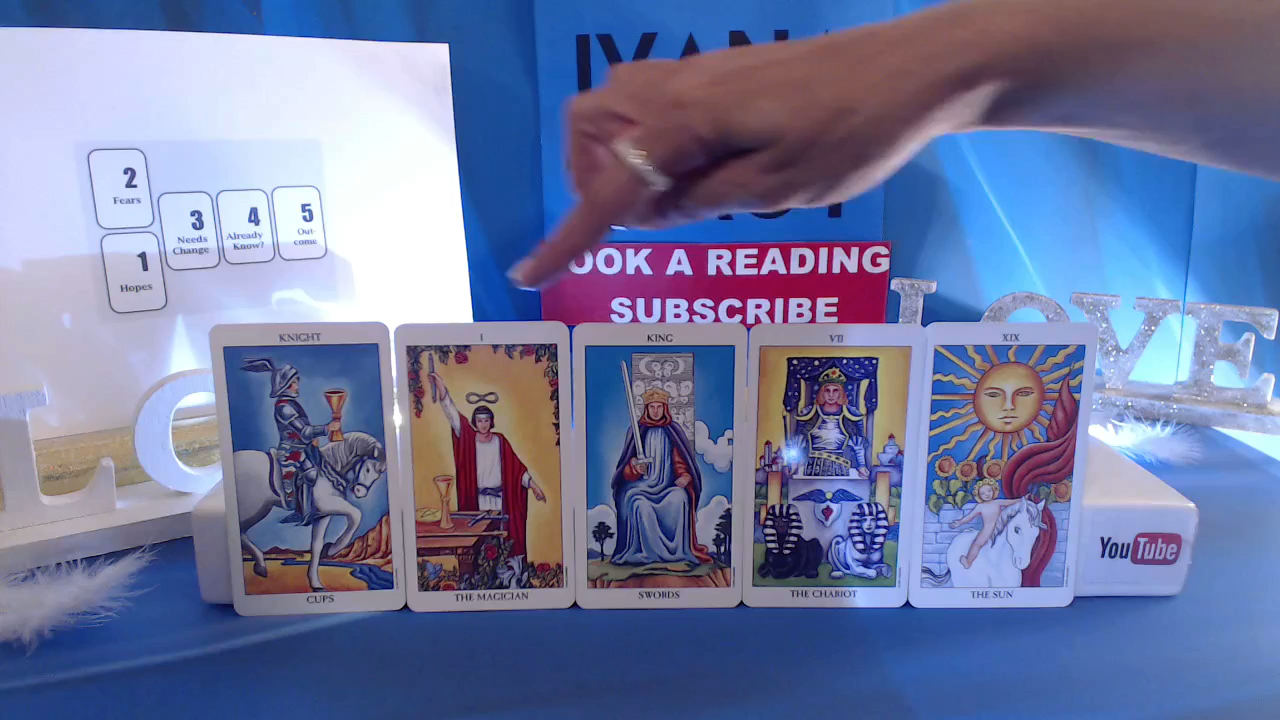 2
Fears
1
Hopes
3
Needs
Change
4
Already
Know?
5
Out-
come
OOK A READING
SUBSCRIBE
LOVE
KNIGHT
CUPS
I
THE MAGICIAN
KING
SWORDS
VII
THE CHARIOT
XIX
THE SUN
YouTube